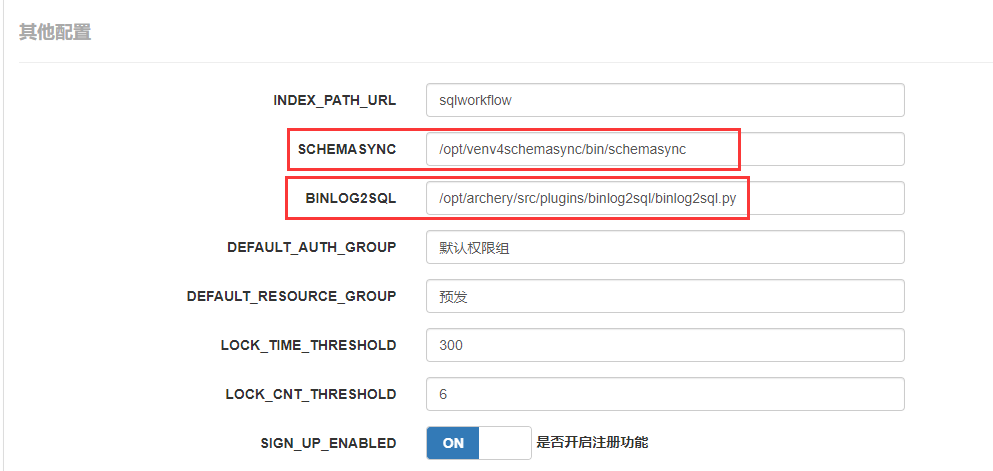 其他配置
INDEX_PATH_URL sqlworkflow
SCHEMASYNC /opt/venv4schemasync/bin/schemasync
BINLOG2SQL /opt/archery/src/plugins/binlog2sql/binlog2sql.py
DEFAULT_AUTH_GROUP 默认权限组
DEFAULT_RESOURCE_GROUP 预发
LOCK_TIME_THRESHOLD 300
LOCK_CNT_THRESHOLD 6
SIGN_UP_ENABLED ON 是否开启注册功能